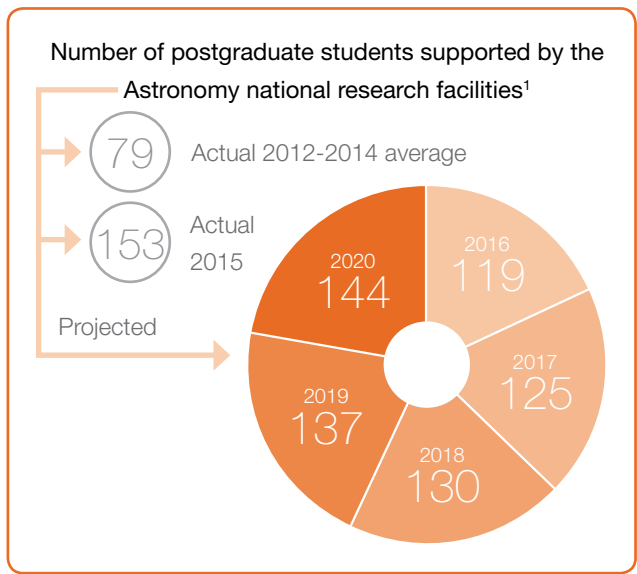 Number of postgraduate students supported by the
Astronomy national research facilities¹
79
Actual 2012-2014 average
153
Actual
2015
Projected
2016
119
2017
125
2018
130
2019
137
2020
144